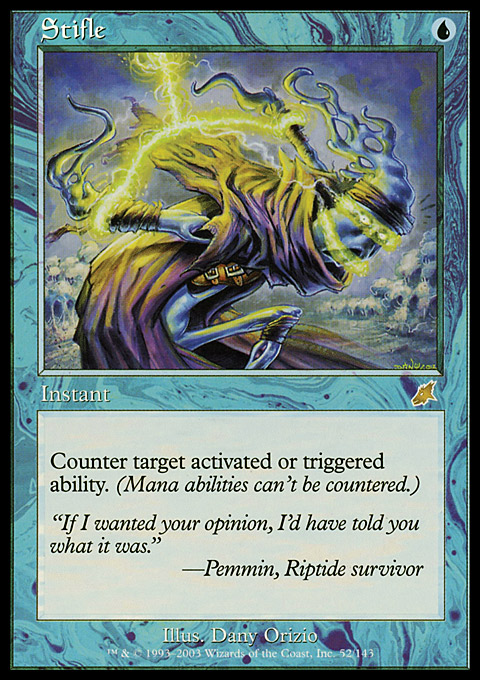 Stifle
Instant
Counter target activated or triggered
ability. (Mana abilities can't be countered.)
“If I wanted your opinion, I'd have told you
what it was.”
—Pemmin, Riptide survivor
Illus. Dany Orizio
™ & © 1993–2003 Wizards of the Coast, Inc. 52/143